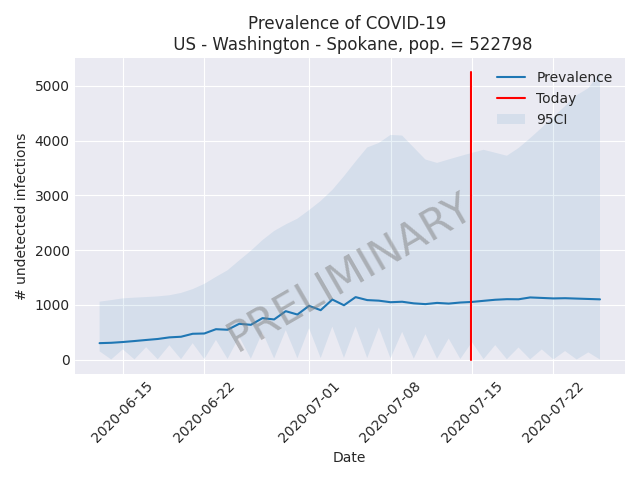 Prevalence of COVID-19
US - Washington - Spokane, pop. = 522798
Prevalence
Today
95CI
PRELIMINARY
# undetected infections
5000
4000
3000
2000
1000
0
2020-06-15
2020-06-22
2020-07-01
2020-07-08
2020-07-15
2020-07-22
Date